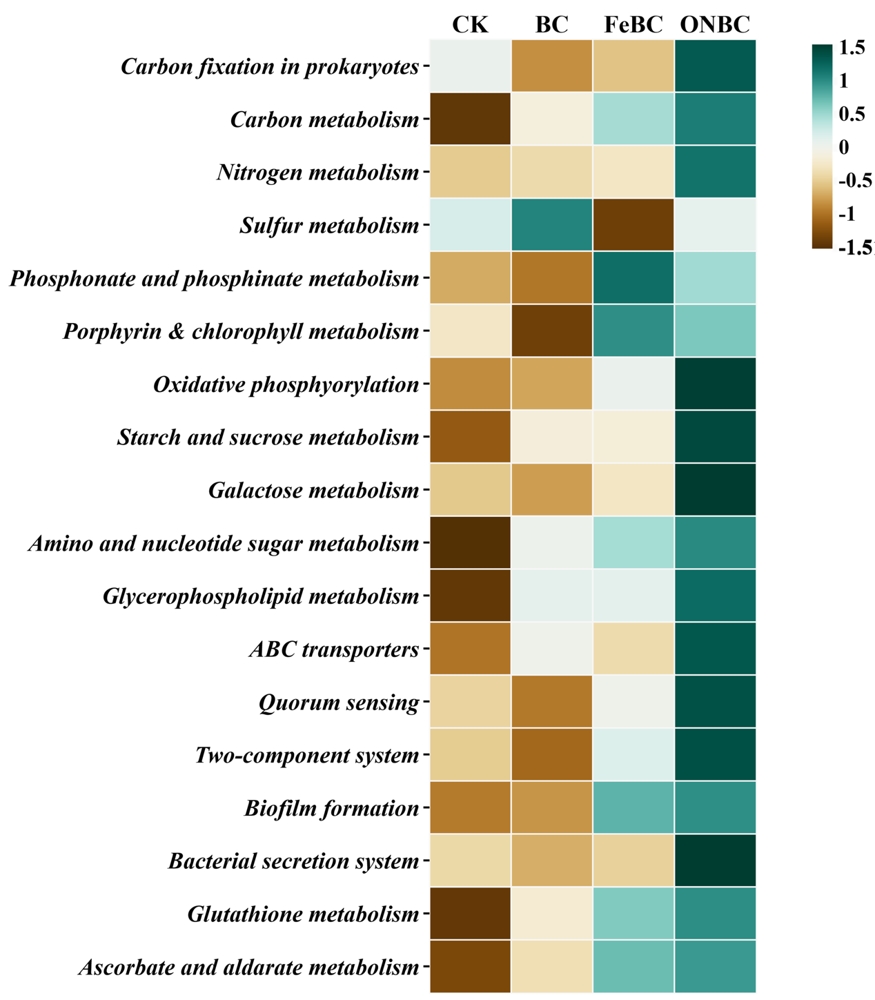 CK BC FeBC ONBC
Carbon fixation in prokaryotes
Carbon metabolism
Nitrogen metabolism
Sulfur metabolism
Phosphonate and phosphinate metabolism
Porphyrin & chlorophyll metabolism
Oxidative phosphyorylation
Starch and sucrose metabolism
Galactose metabolism
Amino and nucleotide sugar metabolism
Glycerophospholipid metabolism
ABC transporters
Quorum sensing
Two-component system
Biofilm formation
Bacterial secretion system
Glutathione metabolism
Ascorbate and aldarate metabolism
1.5
1
0.5
0
-0.5
-1
-1.5